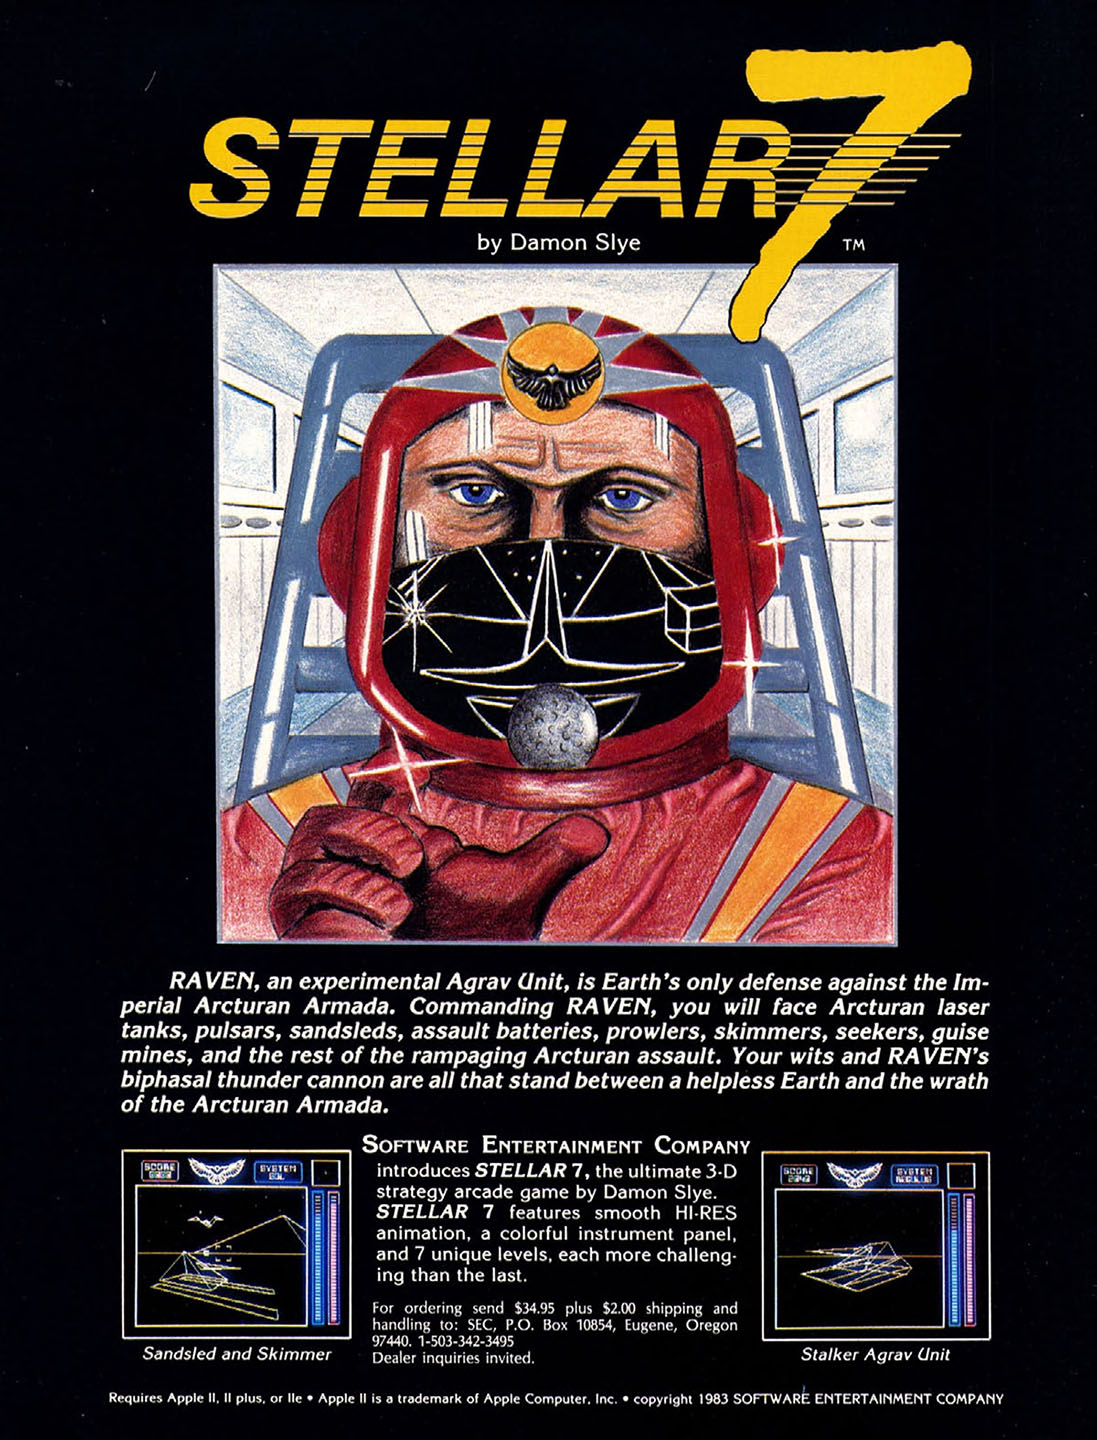 STELLAR 7
by Damon Slye
TM
RAVEN, an experimental Agrav Unit, is Earth's only defense against the Im-
perial Arcturan Armada. Commanding RAVEN, you will face Arcturan laser
tanks, pulsars, sandsleds, assault batteries, prowlers, skimmers, seekers, guise
mines, and the rest of the rampaging Arcturan assault. Your wits and RAVEN's
biphasal thunder cannon are all that stand between a helpless Earth and the wrath
of the Arcturan Armada.
SCORE
SYSTEM
SOL
Sandsled and Skimmer
SOFTWARE ENTERTAINMENT COMPANY
introduces STELLAR 7, the ultimate 3-D
strategy arcade game by Damon Slye.
STELLAR 7 features smooth HI-RES
animation, a colorful instrument panel,
and 7 unique levels, each more challeng-
ing than the last.
For ordering send $34.95 plus $2.00 shipping and
handling to: SEC, P.O. Box 10854, Eugene, Oregon
97440. 1-503-342-3495
Dealer inquiries invited.
SCORE
SYSTEM
REGULUS
Stalker Agrav Unit
Requires Apple II, II plus, or IIe • Apple II is a trademark of Apple Computer, Inc. • copyright 1983 SOFTWARE ENTERTAINMENT COMPANY